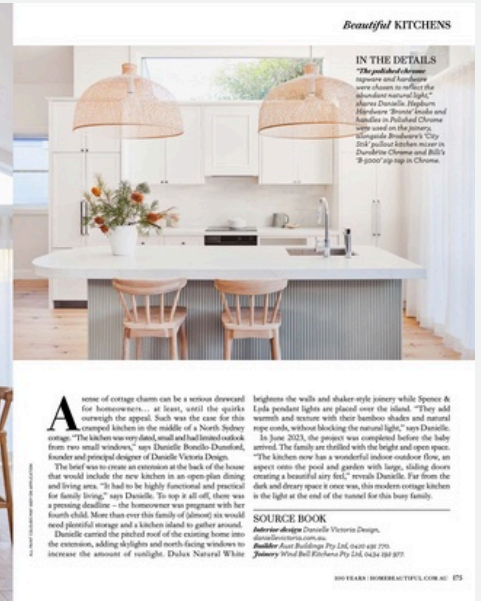 Beautiful KITCHENS
IN THE DETAILS
"The polished chrome
tapware and hardware
were chosen to reflect the
abundant natural light,"
shares Danielle. Hepburn
Hardware 'Bronte' knobs and
handles in Polished Chrome
were used on the joinery,
alongside Brodware's 'City
Stik' pullout kitchen mixer in
Durobrite Chrome and Billi's
'B-5000' zip tap in Chrome.
A sense of cottage charm can be a serious drawcard
for homeowners... at least, until the quirks
outweigh the appeal. Such was the case for this
cramped kitchen in the middle of a North Sydney
cottage. "The kitchen was very dated, small and had limited outlook
from two small windows," says Danielle Bonello-Dunsford,
founder and principal designer of Danielle Victoria Design.
The brief was to create an extension at the back of the house
that would include the new kitchen in an open-plan dining
and living area. "It had to be highly functional and practical
for family living," says Danielle. To top it all off, there was
a pressing deadline – the homeowner was pregnant with her
fourth child. More than ever this family of (almost) six would
need plentiful storage and a kitchen island to gather around.
Danielle carried the pitched roof of the existing home into
the extension, adding skylights and north-facing windows to
increase the amount of sunlight. Dulux Natural White
brightens the walls and shaker-style joinery while Spence &
Lyda pendant lights are placed over the island. "They add
warmth and texture with their bamboo shades and natural
rope cords, without blocking the natural light," says Danielle.
In June 2023, the project was completed before the baby
arrived. The family are thrilled with the bright and open space.
"The kitchen now has a wonderful indoor-outdoor flow, an
aspect onto the pool and garden with large, sliding doors
creating a beautiful airy feel," reveals Danielle. Far from the
dark and dreary space it once was, this modern cottage kitchen
is the light at the end of the tunnel for this busy family.
SOURCE BOOK
Interior design Danielle Victoria Design,
daniellevictoria.com.au.
Builder Aust Buildings Pty Ltd, 0420 491 770.
Joinery Wind Bell Kitchens Pty Ltd,
100 YEARS | HOMEBEAUTIFUL.COM.AU 175